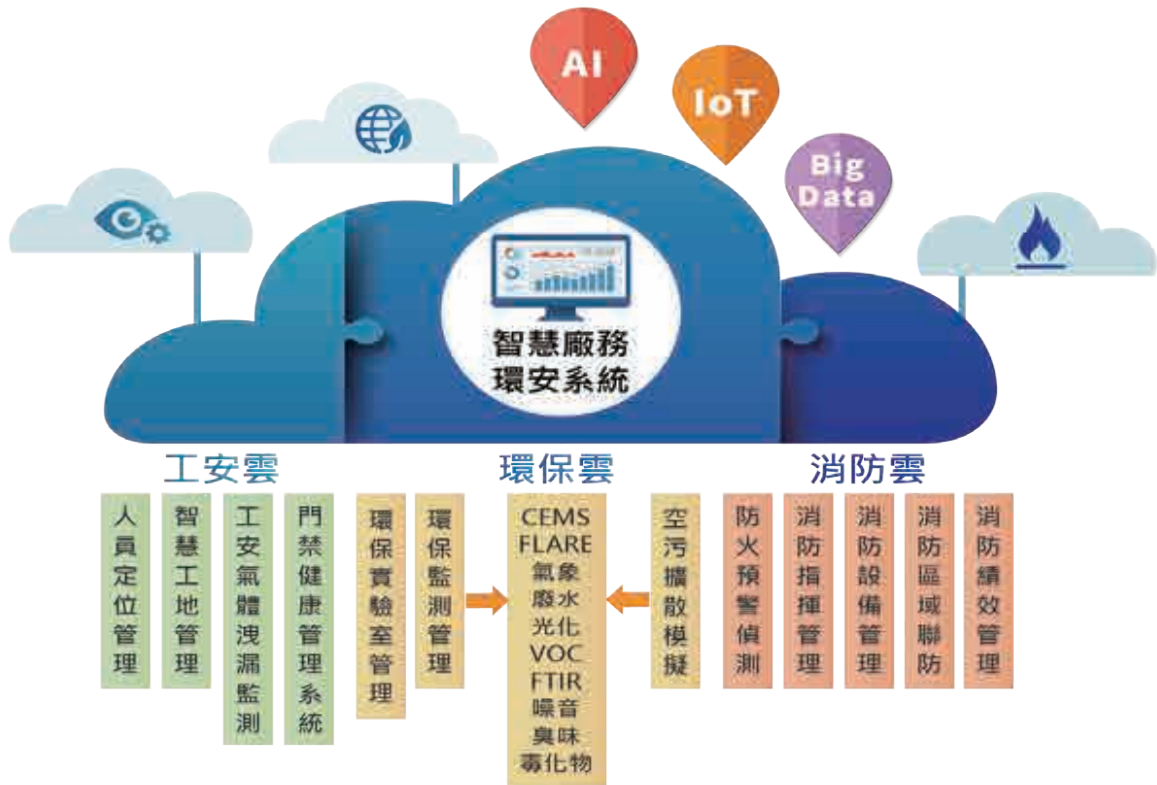 AI
IoT
Big
Data
智慧廠務
環安系統
工安雲
環保雲
消防雲
人員定位管理
智慧工地管理
工安氣體洩漏監測
門禁健康管理系統
環保實驗室管理
環保監測管理
CEMS
FLARE
氣象
廢水
光化
VOC
FTIR
噪音
臭味
毒化物
空污擴散模擬
防火預警偵測
消防指揮管理
消防設備管理
消防區域聯防
消防績效管理